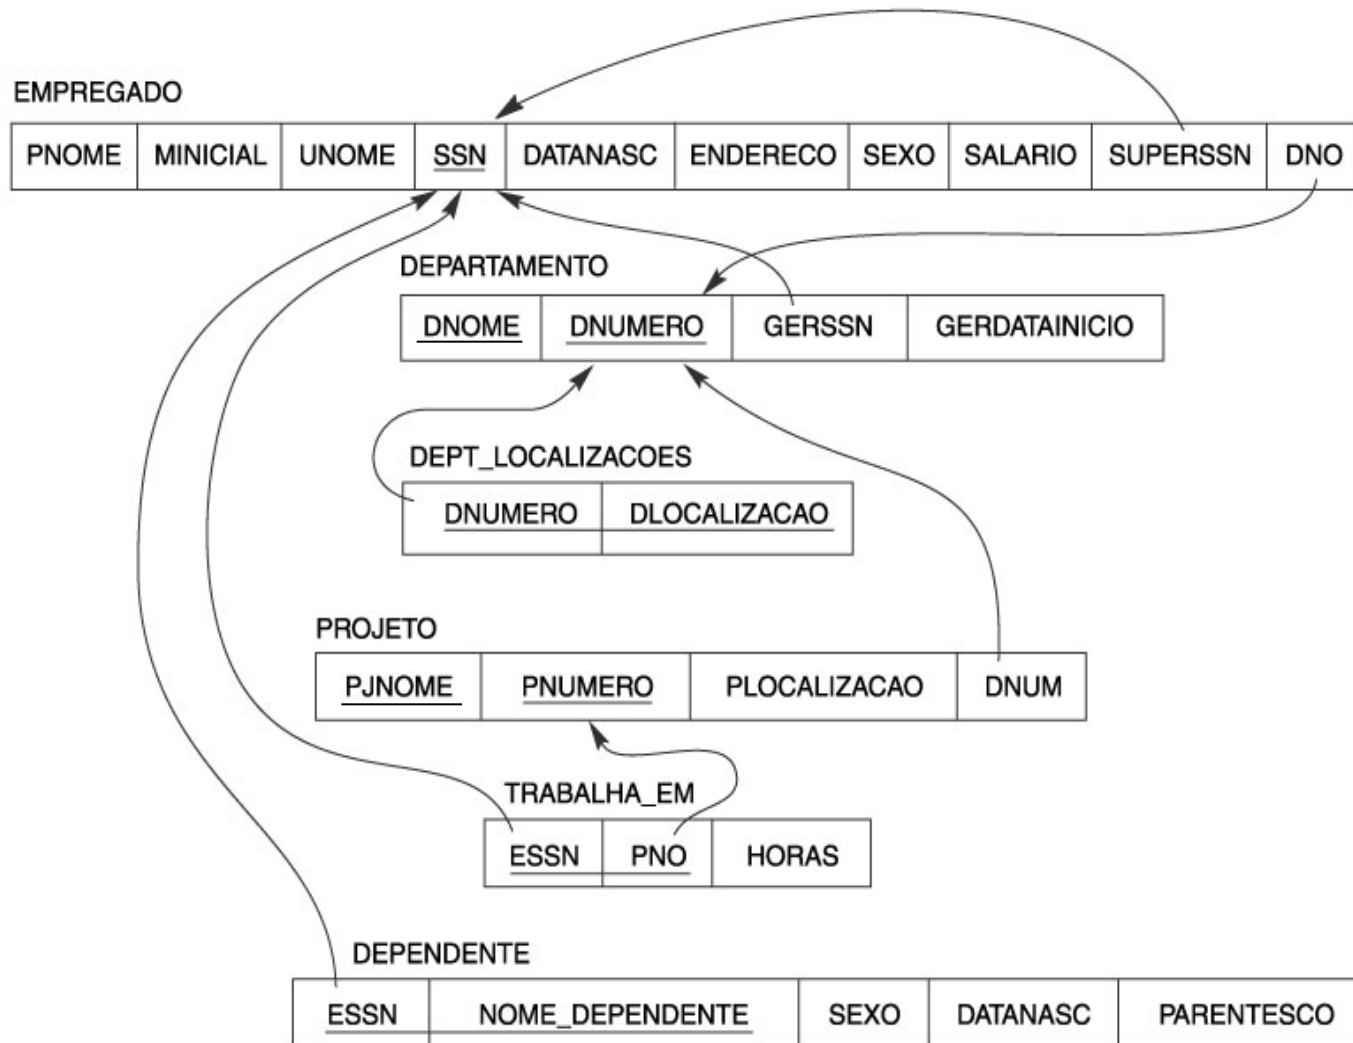 EMPREGADO
PNOME MINICIAL UNOME SSN DATANASC ENDERECO SEXO SALARIO SUPERSSN DNO
DEPARTAMENTO
DNOME DNUMERO GERSSN GERDATAINICIO
DEPT_LOCALIZACOES
DNUMERO DLOCALIZACAO
PROJETO
PJNOME PNUMERO PLOCALIZACAO DNUM
TRABALHA_EM
ESSN PNO HORAS
DEPENDENTE
ESSN NOME_DEPENDENTE SEXO DATANASC PARENTESCO